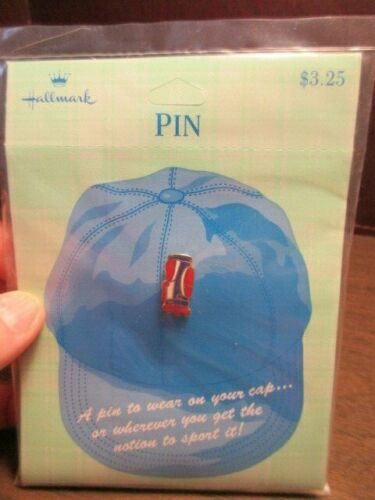 Hallmark
$3.25
PIN
A pin to wear on your cap...
or wherever you get the
notion to sport it!